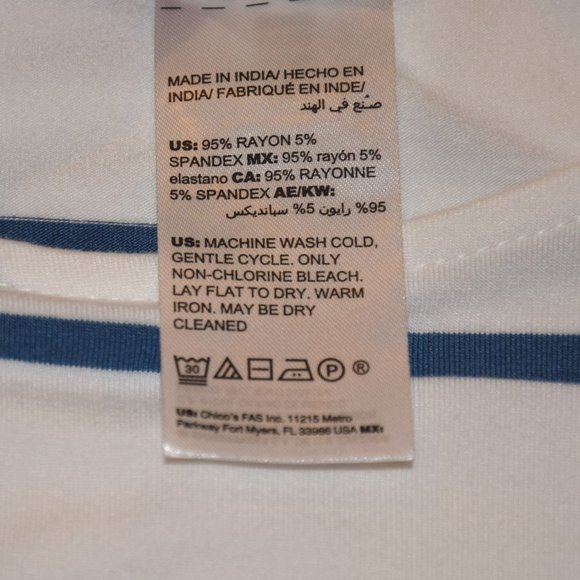 MADE IN INDIA/ HECHO EN
INDIA/ FABRIQUÉ EN INDE/
صُنع في الهند
US: 95% RAYON 5%
SPANDEX MX: 95% rayón 5%
elastano CA: 95% RAYONNE
5% SPANDEX AE/KW:
95% رايون 5% سبانديكس
US: MACHINE WASH COLD,
GENTLE CYCLE. ONLY
NON-CHLORINE BLEACH.
LAY FLAT TO DRY. WARM
IRON. MAY BE DRY
CLEANED
30 P ®
US: Chico's FAS Inc. 11215 Metro
Parkway Fort Myers, FL 33966 USA MX: